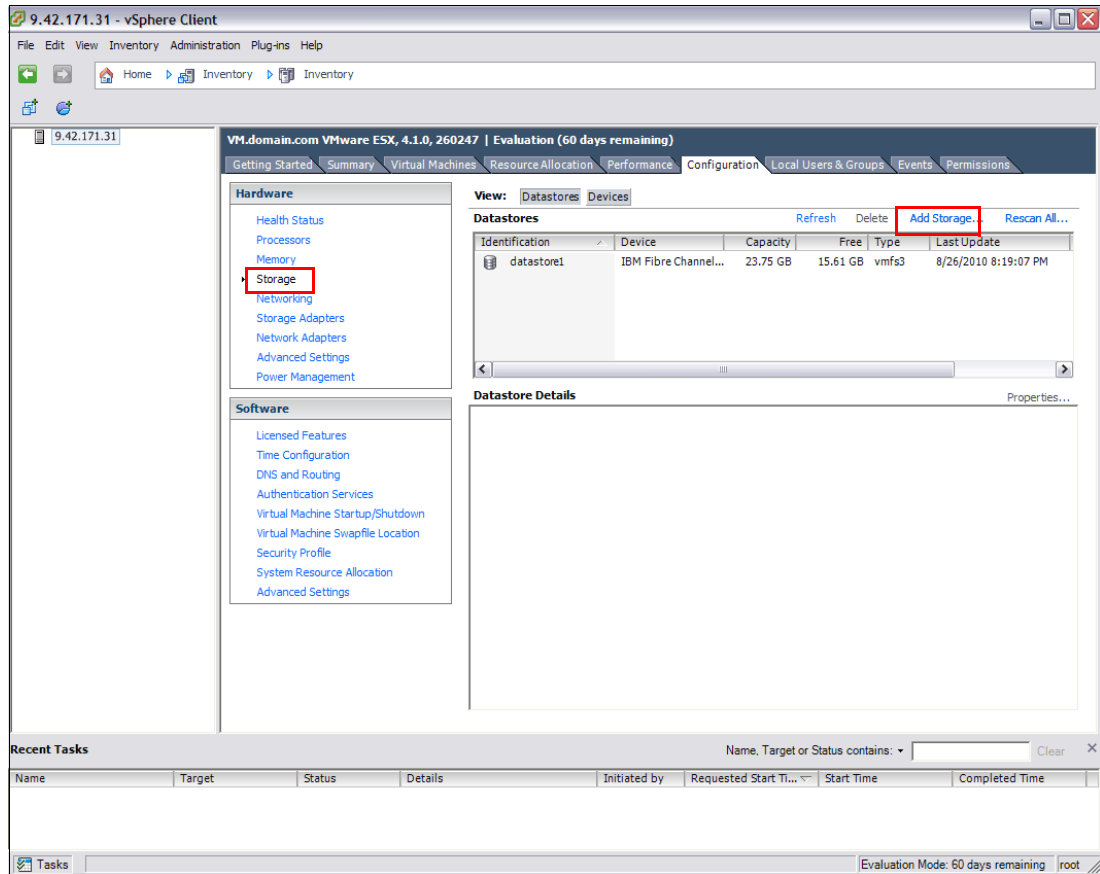 9.42.171.31 - vSphere Client
File Edit View Inventory Administration Plug-ins Help
Home Inventory Inventory
9.42.171.31
VM.domain.com VMware ESX, 4.1.0, 260247 | Evaluation (60 days remaining)
Getting Started Summary Virtual Machines Resource Allocation Performance Configuration Local Users & Groups Events Permissions
Hardware
Health Status
Processors
Memory
Storage
Networking
Storage Adapters
Network Adapters
Advanced Settings
Power Management
Software
Licensed Features
Time Configuration
DNS and Routing
Authentication Services
Virtual Machine Startup/Shutdown
Virtual Machine Swapfile Location
Security Profile
System Resource Allocation
Advanced Settings
View: Datastores Devices
Datastores Refresh Delete Add Storage... Rescan All...
Identification Device Capacity Free Type Last Update
datastore1 IBM Fibre Channel... 23.75 GB 15.61 GB vmfs3 8/26/2010 8:19:07 PM
Datastore Details Properties...
Recent Tasks Name, Target or Status contains: Clear
Name Target Status Details Initiated by Requested Start Ti... Start Time Completed Time
Tasks Evaluation Mode: 60 days remaining root